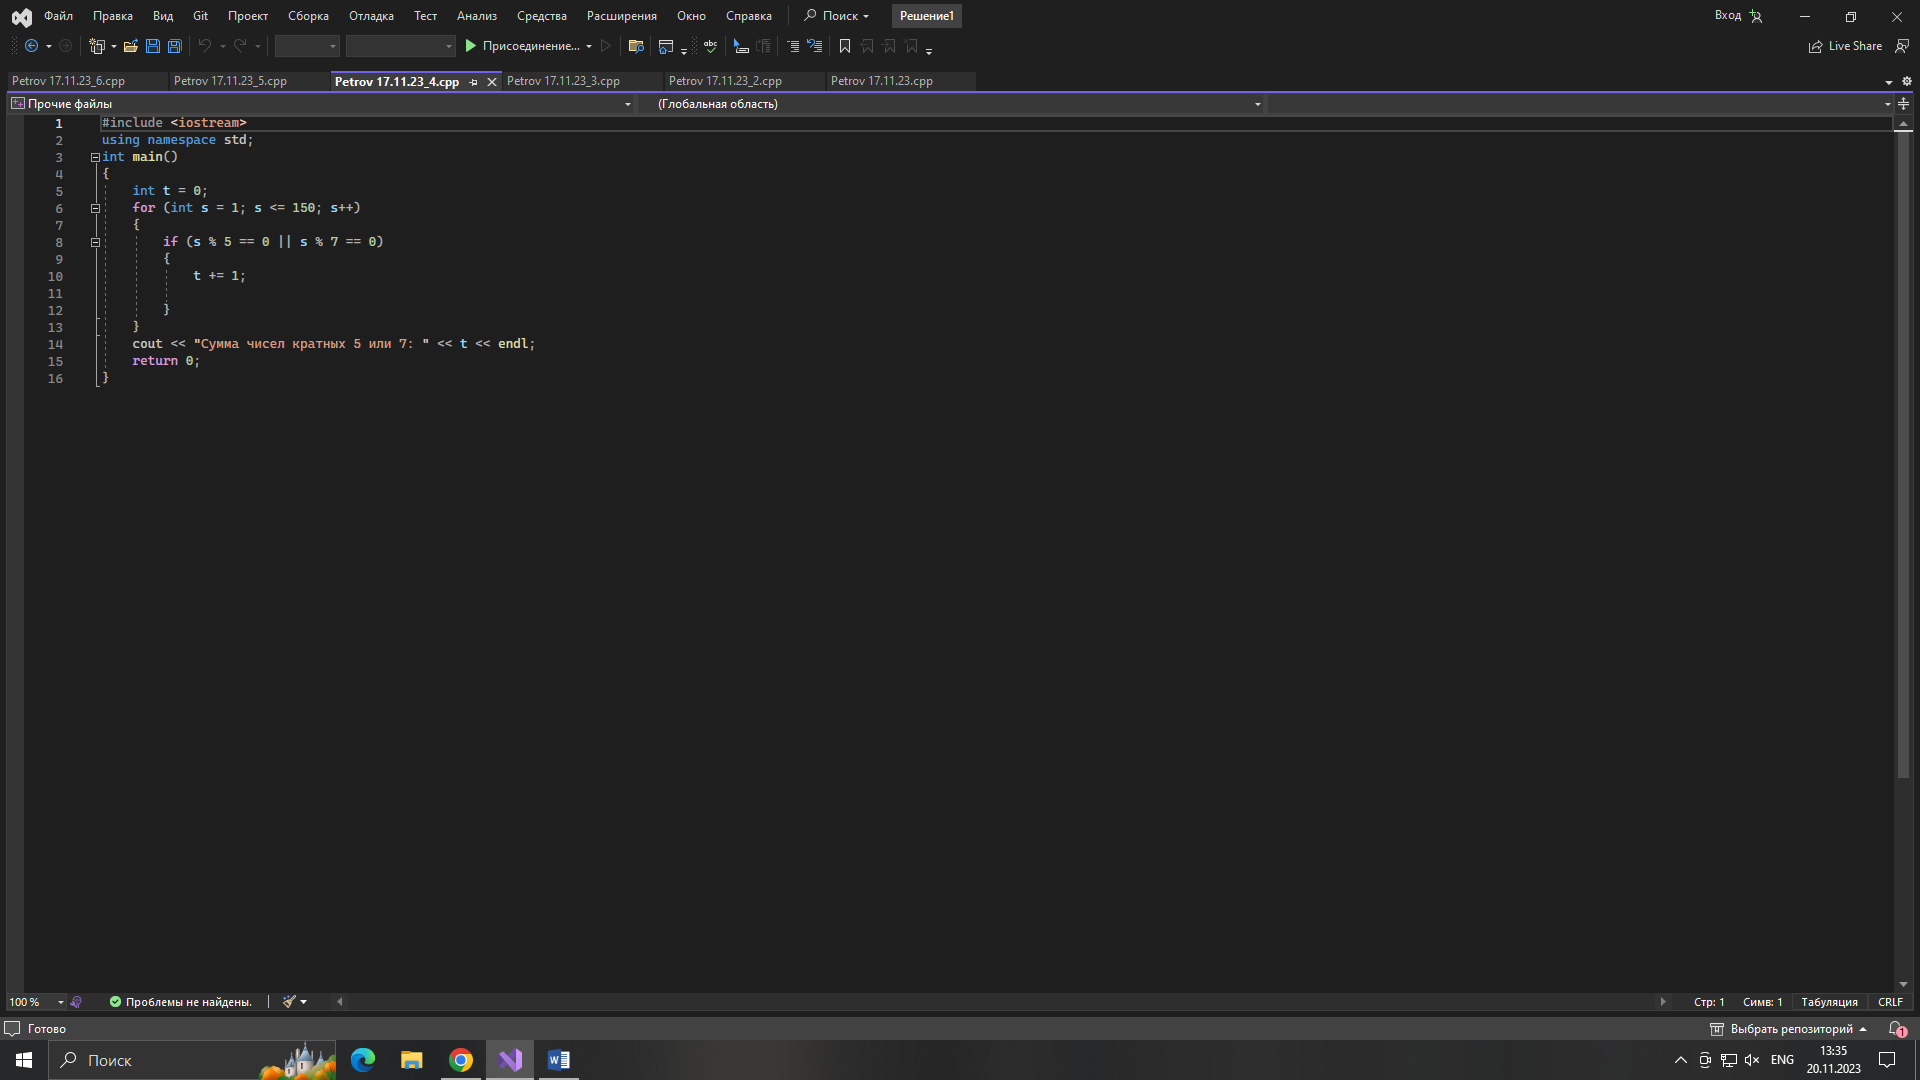 Файл Правка Вид Git Проект Сборка Отладка Тест Анализ Средства Расширения Окно Справка Поиск Решение1 Вход
Присоединение... Live Share
Petrov 17.11.23_6.cpp Petrov 17.11.23_5.cpp Petrov 17.11.23_4.cpp Petrov 17.11.23_3.cpp Petrov 17.11.23_2.cpp Petrov 17.11.23.cpp
Прочие файлы (Глобальная область)
1 #include <iostream>
2 using namespace std;
3 int main()
4 {
5 int t = 0;
6 for (int s = 1; s <= 150; s++)
7 {
8 if (s % 5 == 0 || s % 7 == 0)
9 {
10 t += 1;
11
12 }
13 }
14 cout << "Сумма чисел кратных 5 или 7: " << t << endl;
15 return 0;
16 }
100 % Проблемы не найдены. Стр: 1 Симв: 1 Табуляция CRLF
Готово Выбрать репозиторий 1
Поиск ENG 13:35
20.11.2023